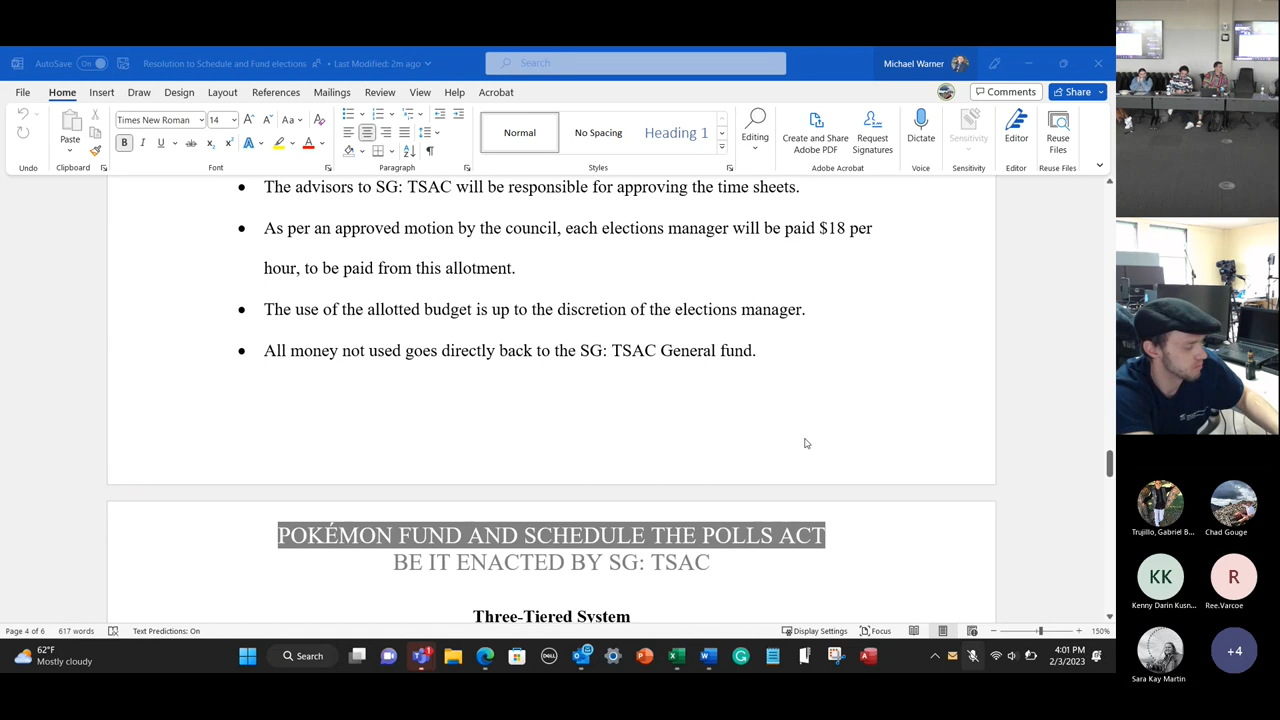 AutoSave
On
Resolution to Schedule and Fund elections
• Last Modified: 2m ago
Search
Michael Warner
File
Home
Insert
Draw
Design
Layout
References
Mailings
Review
View
Help
Acrobat
Comments
Share
Paste
Times New Roman
14
Normal
No Spacing
Heading 1
Editing
Create and Share
Adobe PDF
Request
Signatures
Dictate
Sensitivity
Editor
Reuse
Files
Undo
Clipboard
Font
Paragraph
Styles
Adobe Acrobat
Voice
Sensitivity
Editor
Reuse Files
• The advisors to SG: TSAC will be responsible for approving the time sheets.
• As per an approved motion by the council, each elections manager will be paid $18 per
hour, to be paid from this allotment.
• The use of the allotted budget is up to the discretion of the elections manager.
• All money not used goes directly back to the SG: TSAC General fund.
POKÉMON FUND AND SCHEDULE THE POLLS ACT
BE IT ENACTED BY SG: TSAC
Three-Tiered System
Page 4 of 6
617 words
Text Predictions: On
Display Settings
Focus
150%
62°F
Mostly cloudy
Search
4:01 PM
2/3/2023
Trujillo, Gabriel B...
Chad Gouge
KK
R
Kenny Darin Kusn...
Ree.Varcoe
+4
Sara Kay Martin